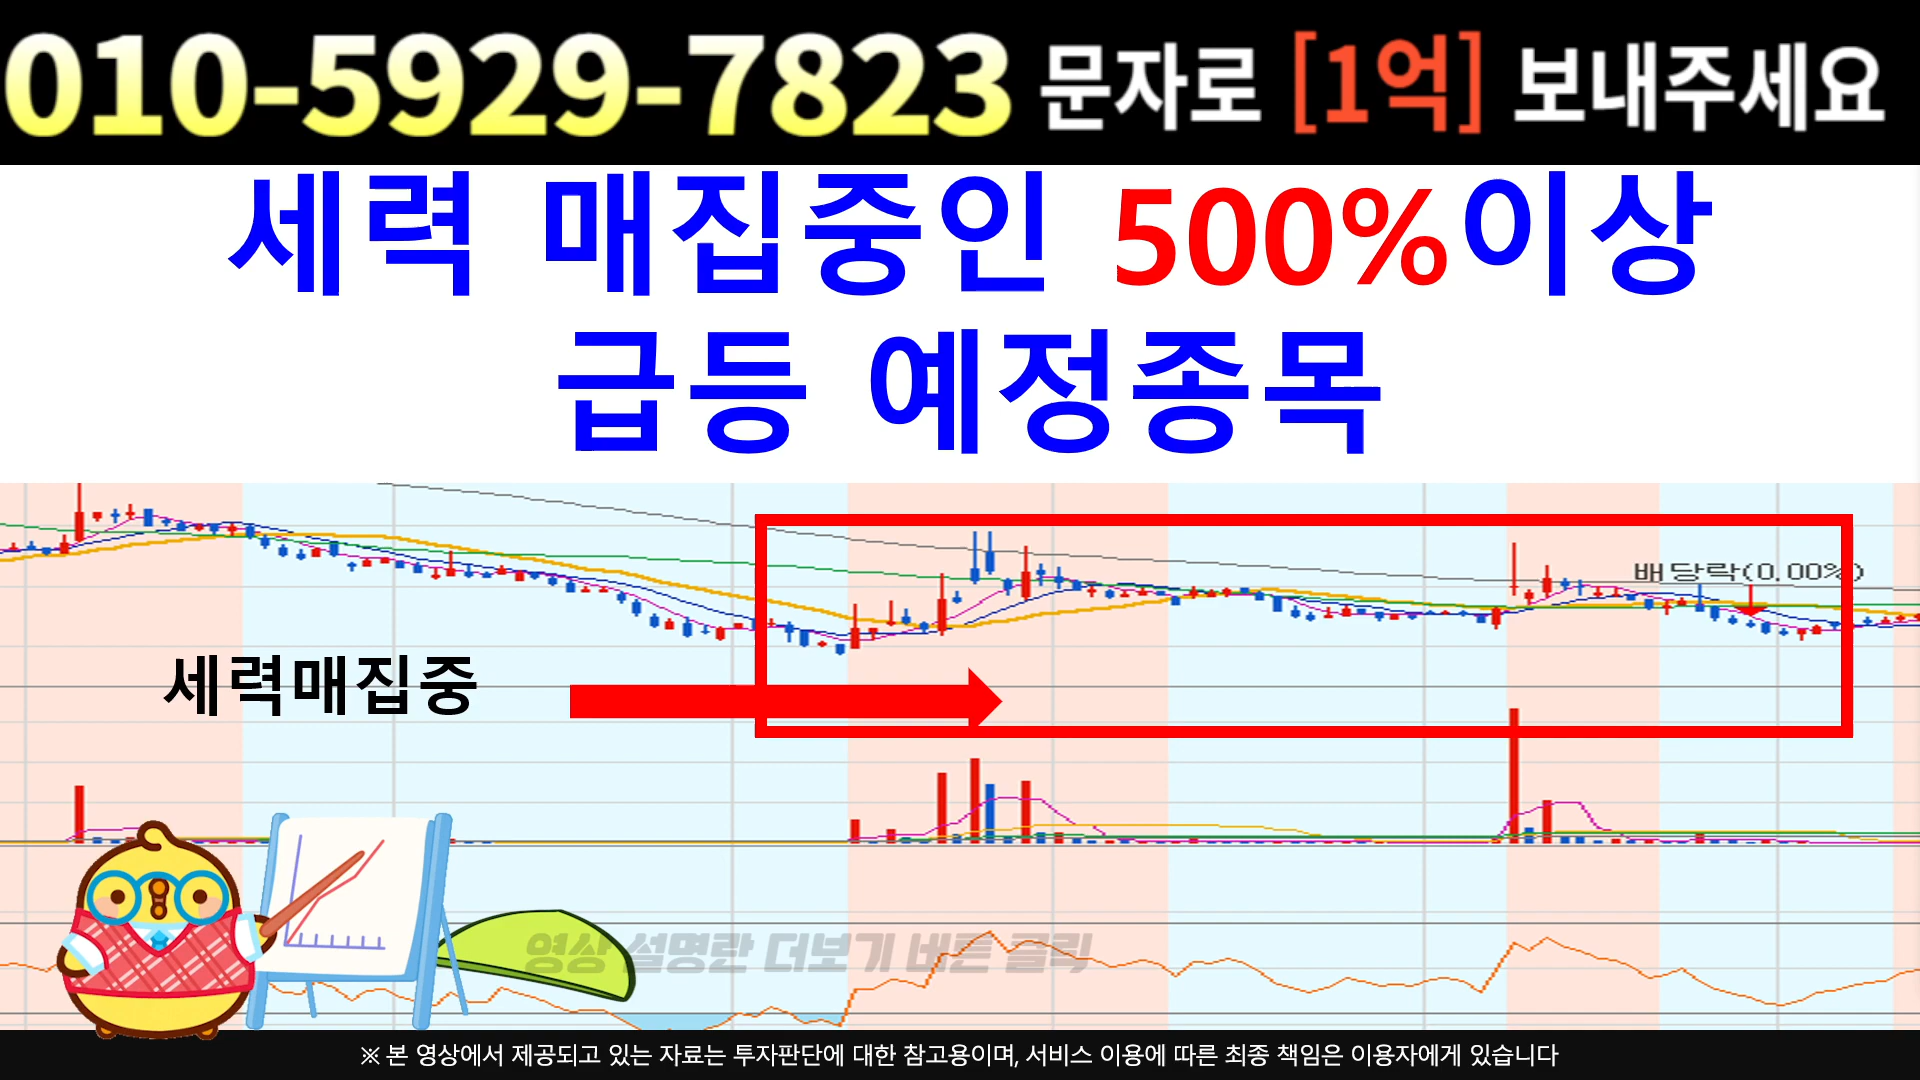 010-5929-7823 문자로 [1억] 보내주세요
세력 매집중인 500%이상
급등 예정종목
배당락(0.00%)
세력매집중
영상 설명란 더보기 버튼 클릭
※ 본 영상에서 제공되고 있는 자료는 투자판단에 대한 참고용이며, 서비스 이용에 따른 최종 책임은 이용자에게 있습니다